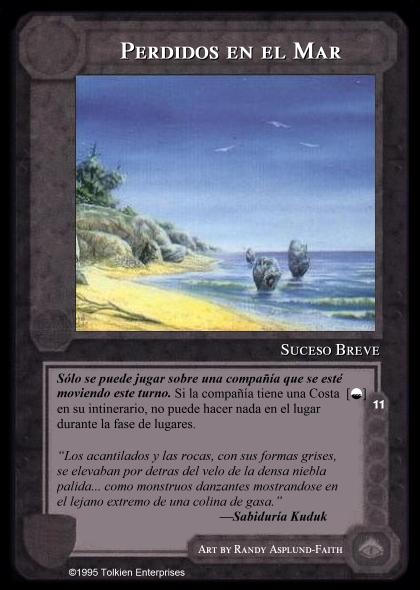 Perdidos en el Mar
Suceso Breve
Sólo se puede jugar sobre una compañía que se esté
moviendo este turno. Si la compañía tiene una Costa
en su intinerario, no puede hacer nada en el lugar
durante la fase de lugares.
11
“Los acantilados y las rocas, con sus formas grises,
se elevaban por detras del velo de la densa niebla
palida... como monstruos danzantes mostrandose en
el lejano extremo de una colina de gasa.”
—Sabiduría Kuduk
Art by Randy Asplund-Faith
©1995 Tolkien Enterprises